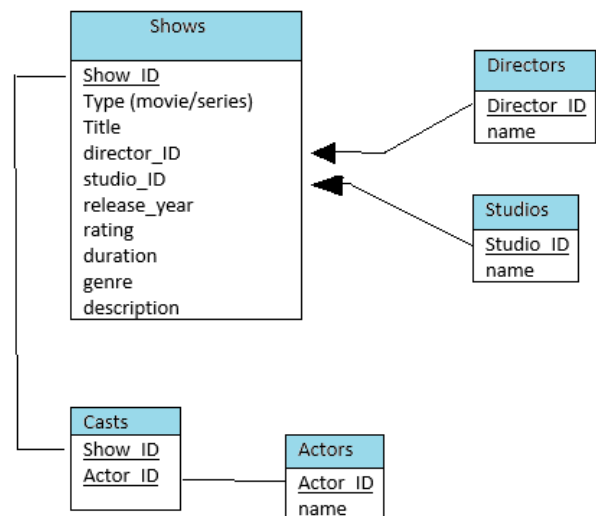 Shows
Show_ID
Type (movie/series)
Title
director_ID
studio_ID
release_year
rating
duration
genre
description
Directors
Director_ID
name
Studios
Studio_ID
name
Casts
Show_ID
Actor_ID
Actors
Actor_ID
name